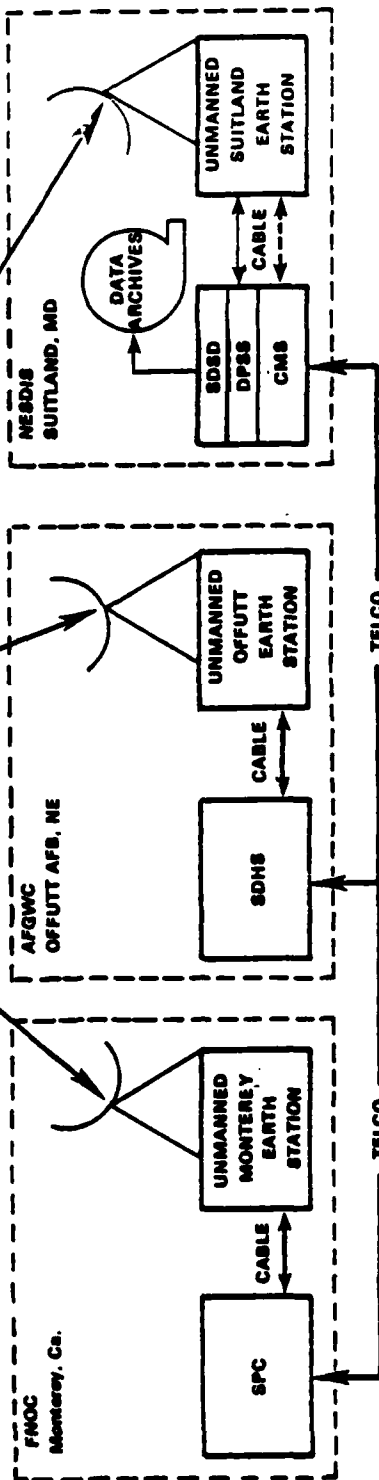 FNOC
Monterey, Ca.
SPC
CABLE
UNMANNED
MONTEREY
EARTH
STATION
TELCO
AFGWC
OFFUTT AFB, NE
SDHS
CABLE
UNMANNED
OFFUTT
EARTH
STATION
TELCO
NESDIS
SUITLAND, MD
DATA
ARCHIVES
SDSD
DPSS
CMS
CABLE
UNMANNED
SUITLAND
EARTH
STATION